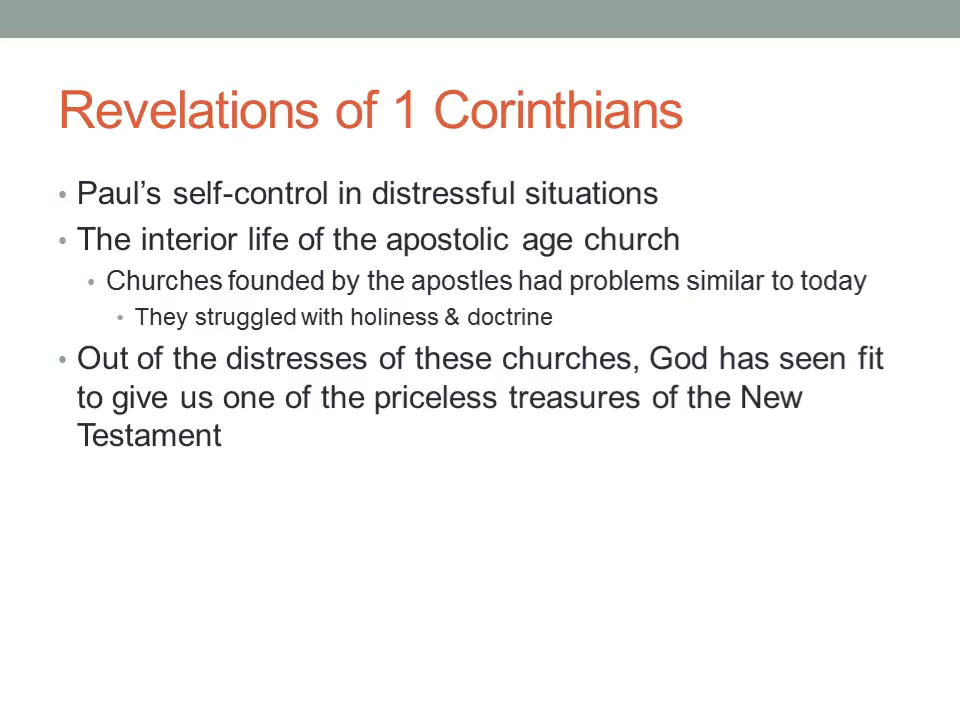 Revelations of 1 Corinthians
• Paul’s self-control in distressful situations
• The interior life of the apostolic age church
• Churches founded by the apostles had problems similar to today
• They struggled with holiness & doctrine
• Out of the distresses of these churches, God has seen fit
to give us one of the priceless treasures of the New
Testament